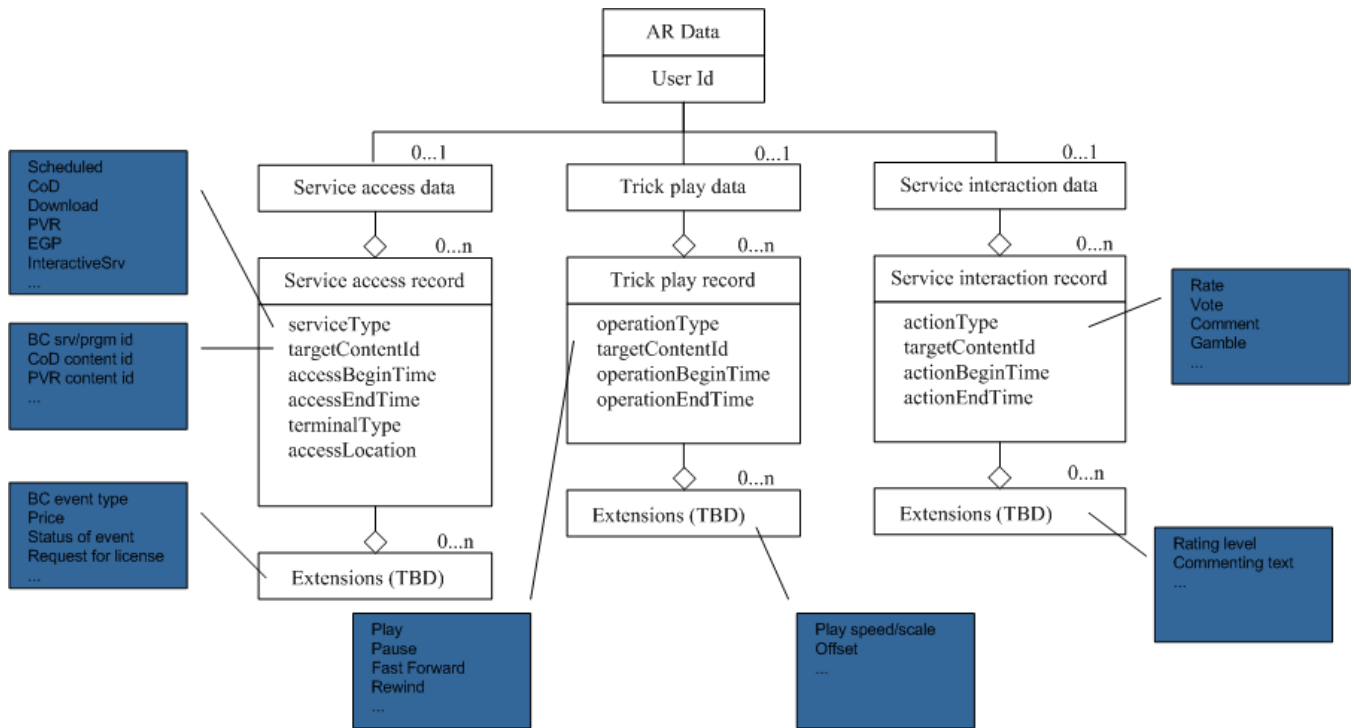 AR Data
User Id
0...1
0...1
0...1
Service access data
Trick play data
Service interaction data
0...n
0...n
0...n
Scheduled
CoD
Download
PVR
EGP
InteractiveSrv
...
BC srv/prgm id
CoD content id
PVR content id
...
BC event type
Price
Status of event
Request for license
...
Service access record
serviceType
targetContentId
accessBeginTime
accessEndTime
terminalType
accessLocation
0...n
Extensions (TBD)
Trick play record
operationType
targetContentId
operationBeginTime
operationEndTime
0...n
Extensions (TBD)
Play
Pause
Fast Forward
Rewind
...
Play speed/scale
Offset
...
Service interaction record
actionType
targetContentId
actionBeginTime
actionEndTime
0...n
Extensions (TBD)
Rate
Vote
Comment
Gamble
...
Rating level
Commenting text
...